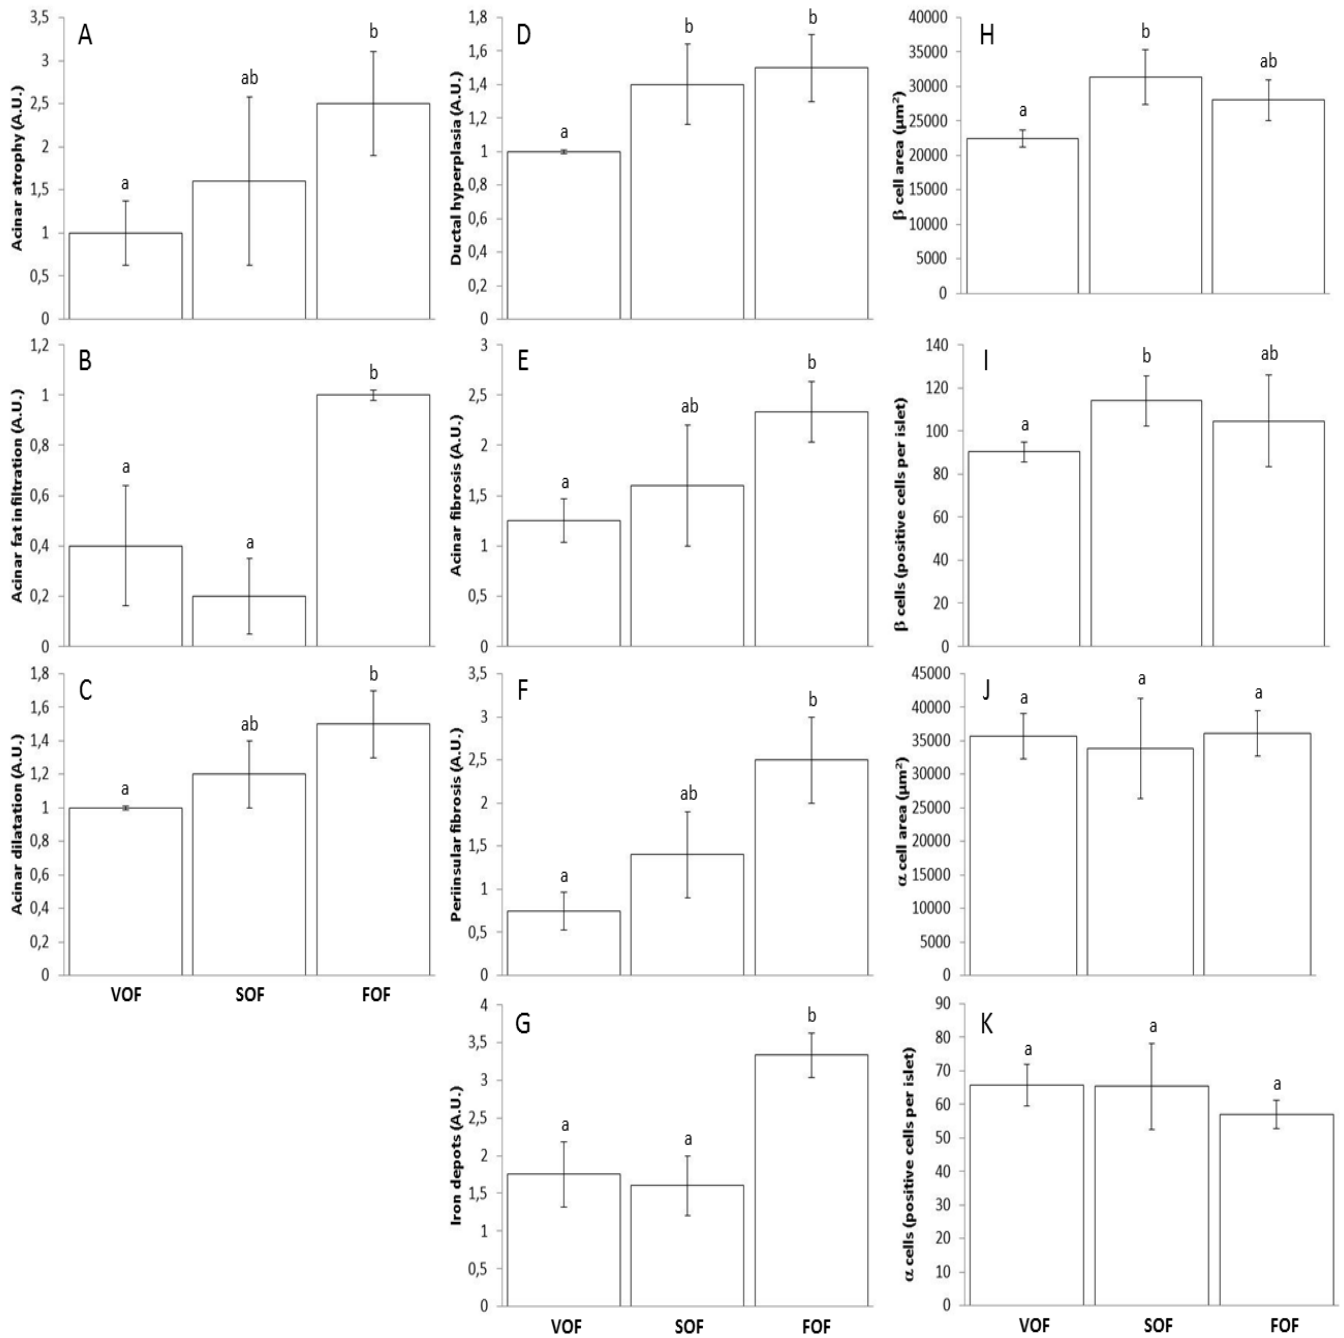 A
Acinar atrophy (A.U.)
3,5
3
2,5
2
1,5
1
0,5
0
a
ab
b
B
Acinar fat infiltration (A.U.)
1,2
1
0,8
0,6
0,4
0,2
0
a
a
b
C
Acinar dilatation (A.U.)
1,8
1,6
1,4
1,2
1
0,8
0,6
0,4
0,2
0
a
ab
b
VOF SOF FOF
D
Ductal hyperplasia (A.U.)
1,8
1,6
1,4
1,2
1
0,8
0,6
0,4
0,2
0
a
b
b
E
Acinar fibrosis (A.U.)
3
2,5
2
1,5
1
0,5
0
a
ab
b
F
Periinsular fibrosis (A.U.)
3,5
3
2,5
2
1,5
1
0,5
0
a
ab
b
G
Iron depots (A.U.)
4
3,5
3
2,5
2
1,5
1
0,5
0
a
a
b
VOF SOF FOF
H
β cell area (µm²)
40000
35000
30000
25000
20000
15000
10000
5000
0
a
b
ab
I
β cells (positive cells per islet)
140
120
100
80
60
40
20
0
a
b
ab
J
α cell area (µm²)
45000
40000
35000
30000
25000
20000
15000
10000
5000
0
a
a
a
K
α cells (positive cells per islet)
90
80
70
60
50
40
30
20
10
0
a
a
a
VOF SOF FOF